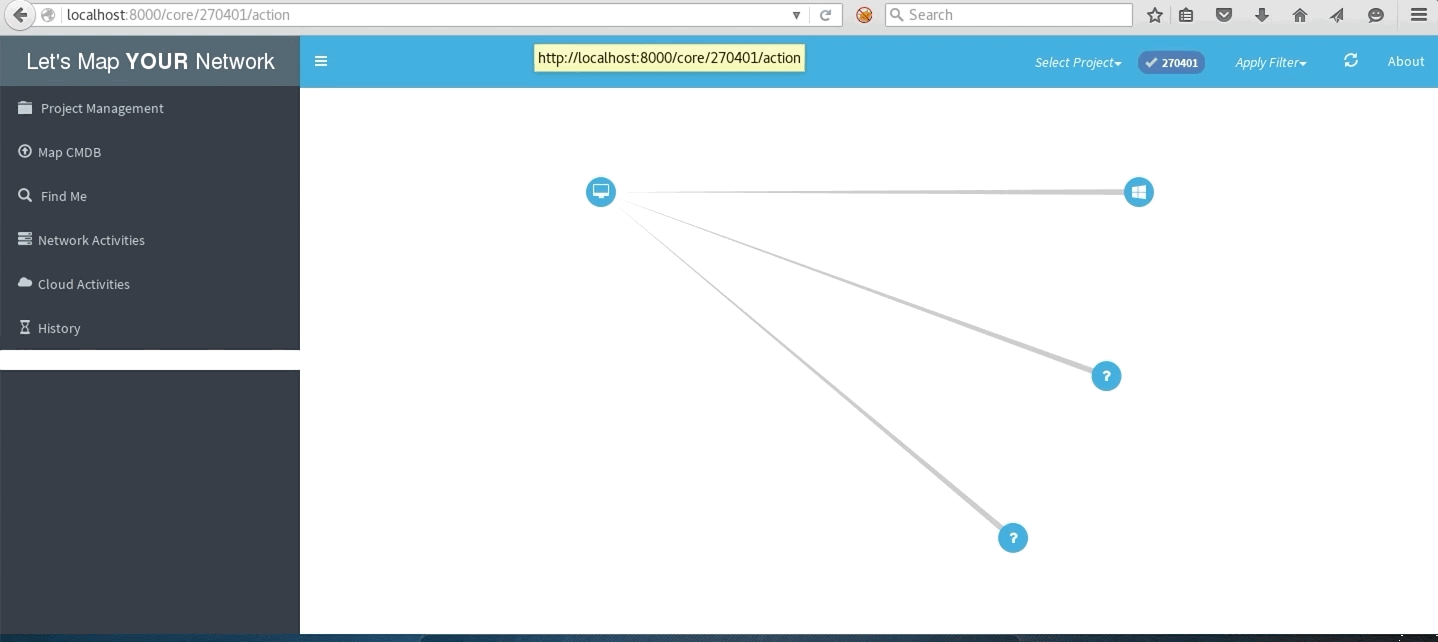 localhost:8000/core/270401/action
Search
Let's Map YOUR Network
http://localhost:8000/core/270401/action
Select Project
270401
Apply Filter
About
Project Management
Map CMDB
Find Me
Network Activities
Cloud Activities
History
?
?